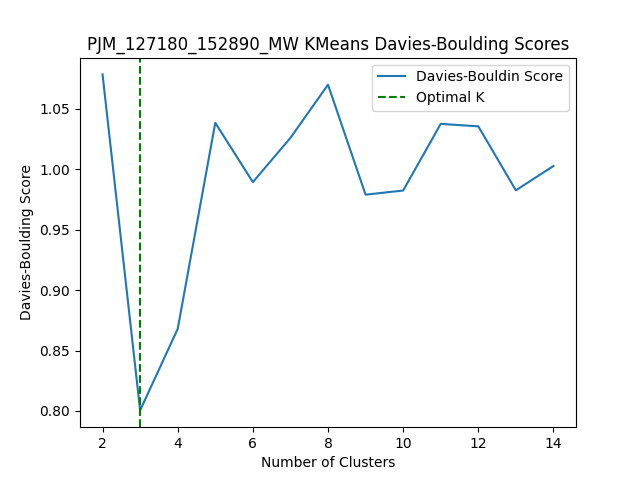 PJM_127180_152890_MW KMeans Davies-Boulding Scores
Davies-Bouldin Score
Optimal K
1.05
1.00
0.95
0.90
0.85
0.80
Davies-Boulding Score
2
4
6
8
10
12
14
Number of Clusters